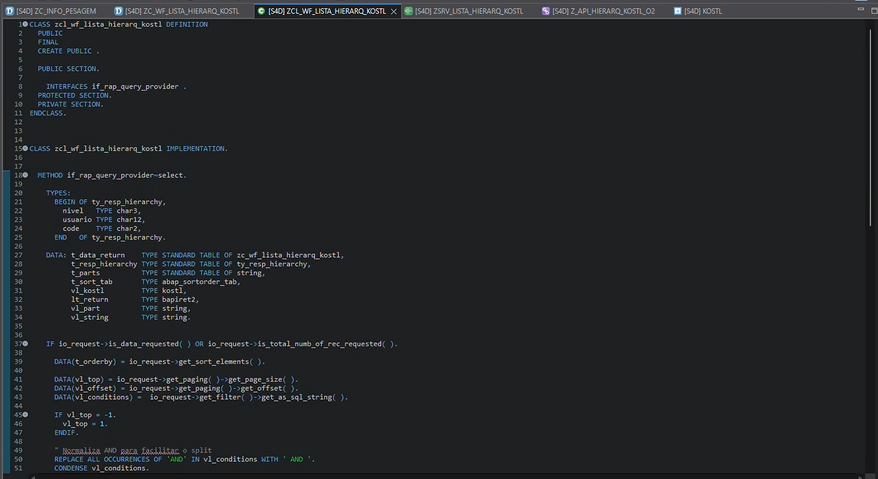 [S4D] ZC_INFO_PESAGEM [S4D] ZC_WF_LISTA_HIERARQ_KOSTL [S4D] ZCL_WF_LISTA_HIERARQ_KOSTL [S4D] ZSRV_LISTA_HIERARQ_KOSTL [S4D] Z_API_HIERARQ_KOSTL_O2 [S4D] KOSTL
1 CLASS zcl_wf_lista_hierarq_kostl DEFINITION
2 PUBLIC
3 FINAL
4 CREATE PUBLIC .
5
6 PUBLIC SECTION.
7
8 INTERFACES if_rap_query_provider .
9 PROTECTED SECTION.
10 PRIVATE SECTION.
11 ENDCLASS.
12
13
14
15 CLASS zcl_wf_lista_hierarq_kostl IMPLEMENTATION.
16
17
18 METHOD if_rap_query_provider~select.
19
20 TYPES:
21 BEGIN OF ty_resp_hierarchy,
22 nivel TYPE char3,
23 usuario TYPE char12,
24 code TYPE char2,
25 END OF ty_resp_hierarchy.
26
27 DATA: t_data_return TYPE STANDARD TABLE OF zc_wf_lista_hierarq_kostl,
28 t_resp_hierarchy TYPE STANDARD TABLE OF ty_resp_hierarchy,
29 t_parts TYPE STANDARD TABLE OF string,
30 t_sort_tab TYPE abap_sortorder_tab,
31 vl_kostl TYPE kostl,
32 lt_return TYPE bapiret2,
33 vl_part TYPE string,
34 vl_string TYPE string.
35
36
37 IF io_request->is_data_requested( ) OR io_request->is_total_numb_of_rec_requested( ).
38
39 DATA(t_orderby) = io_request->get_sort_elements( ).
40
41 DATA(vl_top) = io_request->get_paging( )->get_page_size( ).
42 DATA(vl_offset) = io_request->get_paging( )->get_offset( ).
43 DATA(vl_conditions) = io_request->get_filter( )->get_as_sql_string( ).
44
45 IF vl_top = -1.
46 vl_top = 1.
47 ENDIF.
48
49 " Normaliza AND para facilitar o split
50 REPLACE ALL OCCURRENCES OF 'AND' IN vl_conditions WITH ' AND '.
51 CONDENSE vl_conditions.